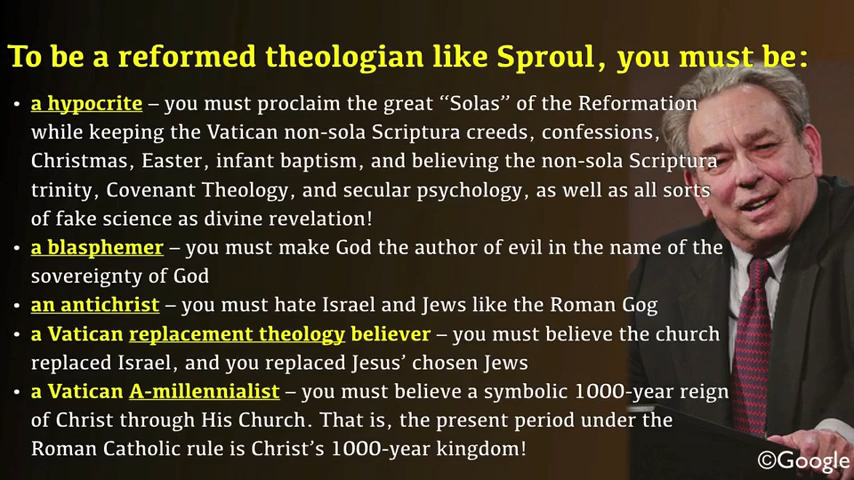 To be a reformed theologian like Sproul, you must be:
• a hypocrite – you must proclaim the great “Solas” of the Reformation
while keeping the Vatican non-sola Scriptura creeds, confessions,
Christmas, Easter, infant baptism, and believing the non-sola Scriptura
trinity, Covenant Theology, and secular psychology, as well as all sorts
of fake science as divine revelation!
• a blasphemer – you must make God the author of evil in the name of the
sovereignty of God
• an antichrist – you must hate Israel and Jews like the Roman Gog
• a Vatican replacement theology believer – you must believe the church
replaced Israel, and you replaced Jesus’ chosen Jews
• a Vatican A-millennialist – you must believe a symbolic 1000-year reign
of Christ through His Church. That is, the present period under the
Roman Catholic rule is Christ’s 1000-year kingdom!
©Google